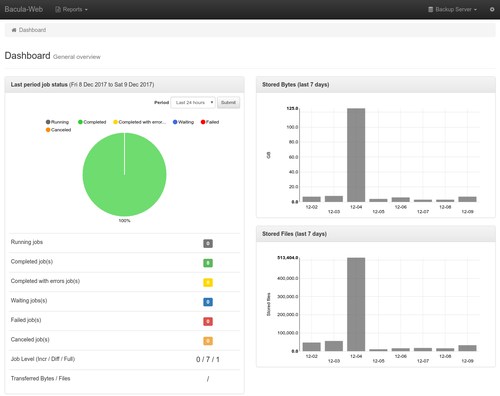 Bacula-Web Reports Backup Server
Dashboard
Dashboard General overview
Last period job status (Fri 8 Dec 2017 to Sat 9 Dec 2017)
Period Last 24 hours Submit
Running Completed Completed with error... Waiting Failed
Canceled
100%
Running jobs 0
Completed job(s)
Completed with errors job(s) 0
Waiting jobs(s) 0
Failed job(s) 0
Canceled job(s) 0
Job Level (Incr / Diff / Full) 0 / 7 / 1
Transferred Bytes / Files /
Stored Bytes (last 7 days)
125.0
100.0
80.0
60.0
40.0
20.0
0.0
GB
12-02 12-04 12-06 12-08
12-03 12-05 12-07 12-09
Stored Files (last 7 days)
513,404.0
400,000.0
300,000.0
200,000.0
100,000.0
0.0
Stored files
12-02 12-04 12-06 12-08
12-03 12-05 12-07 12-09